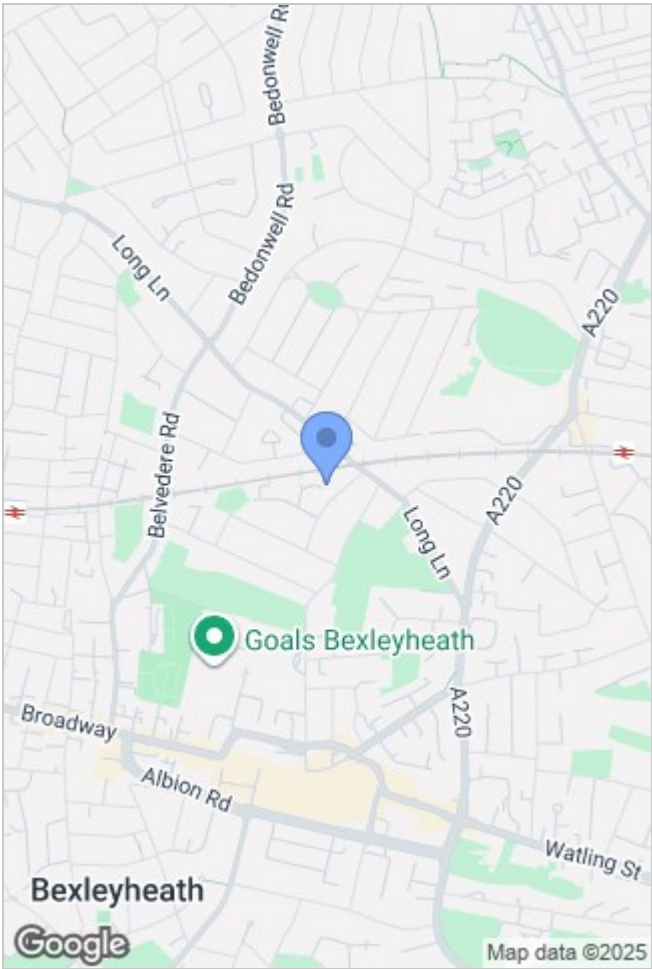 Bedonwell R
Bedonwell Rd
Long Ln
A220
Belvedere Rd
A220
Long Ln
Goals Bexleyheath
A220
Broadway
Albion Rd
Watling St
Bexleyheath
Google
Map data ©2025